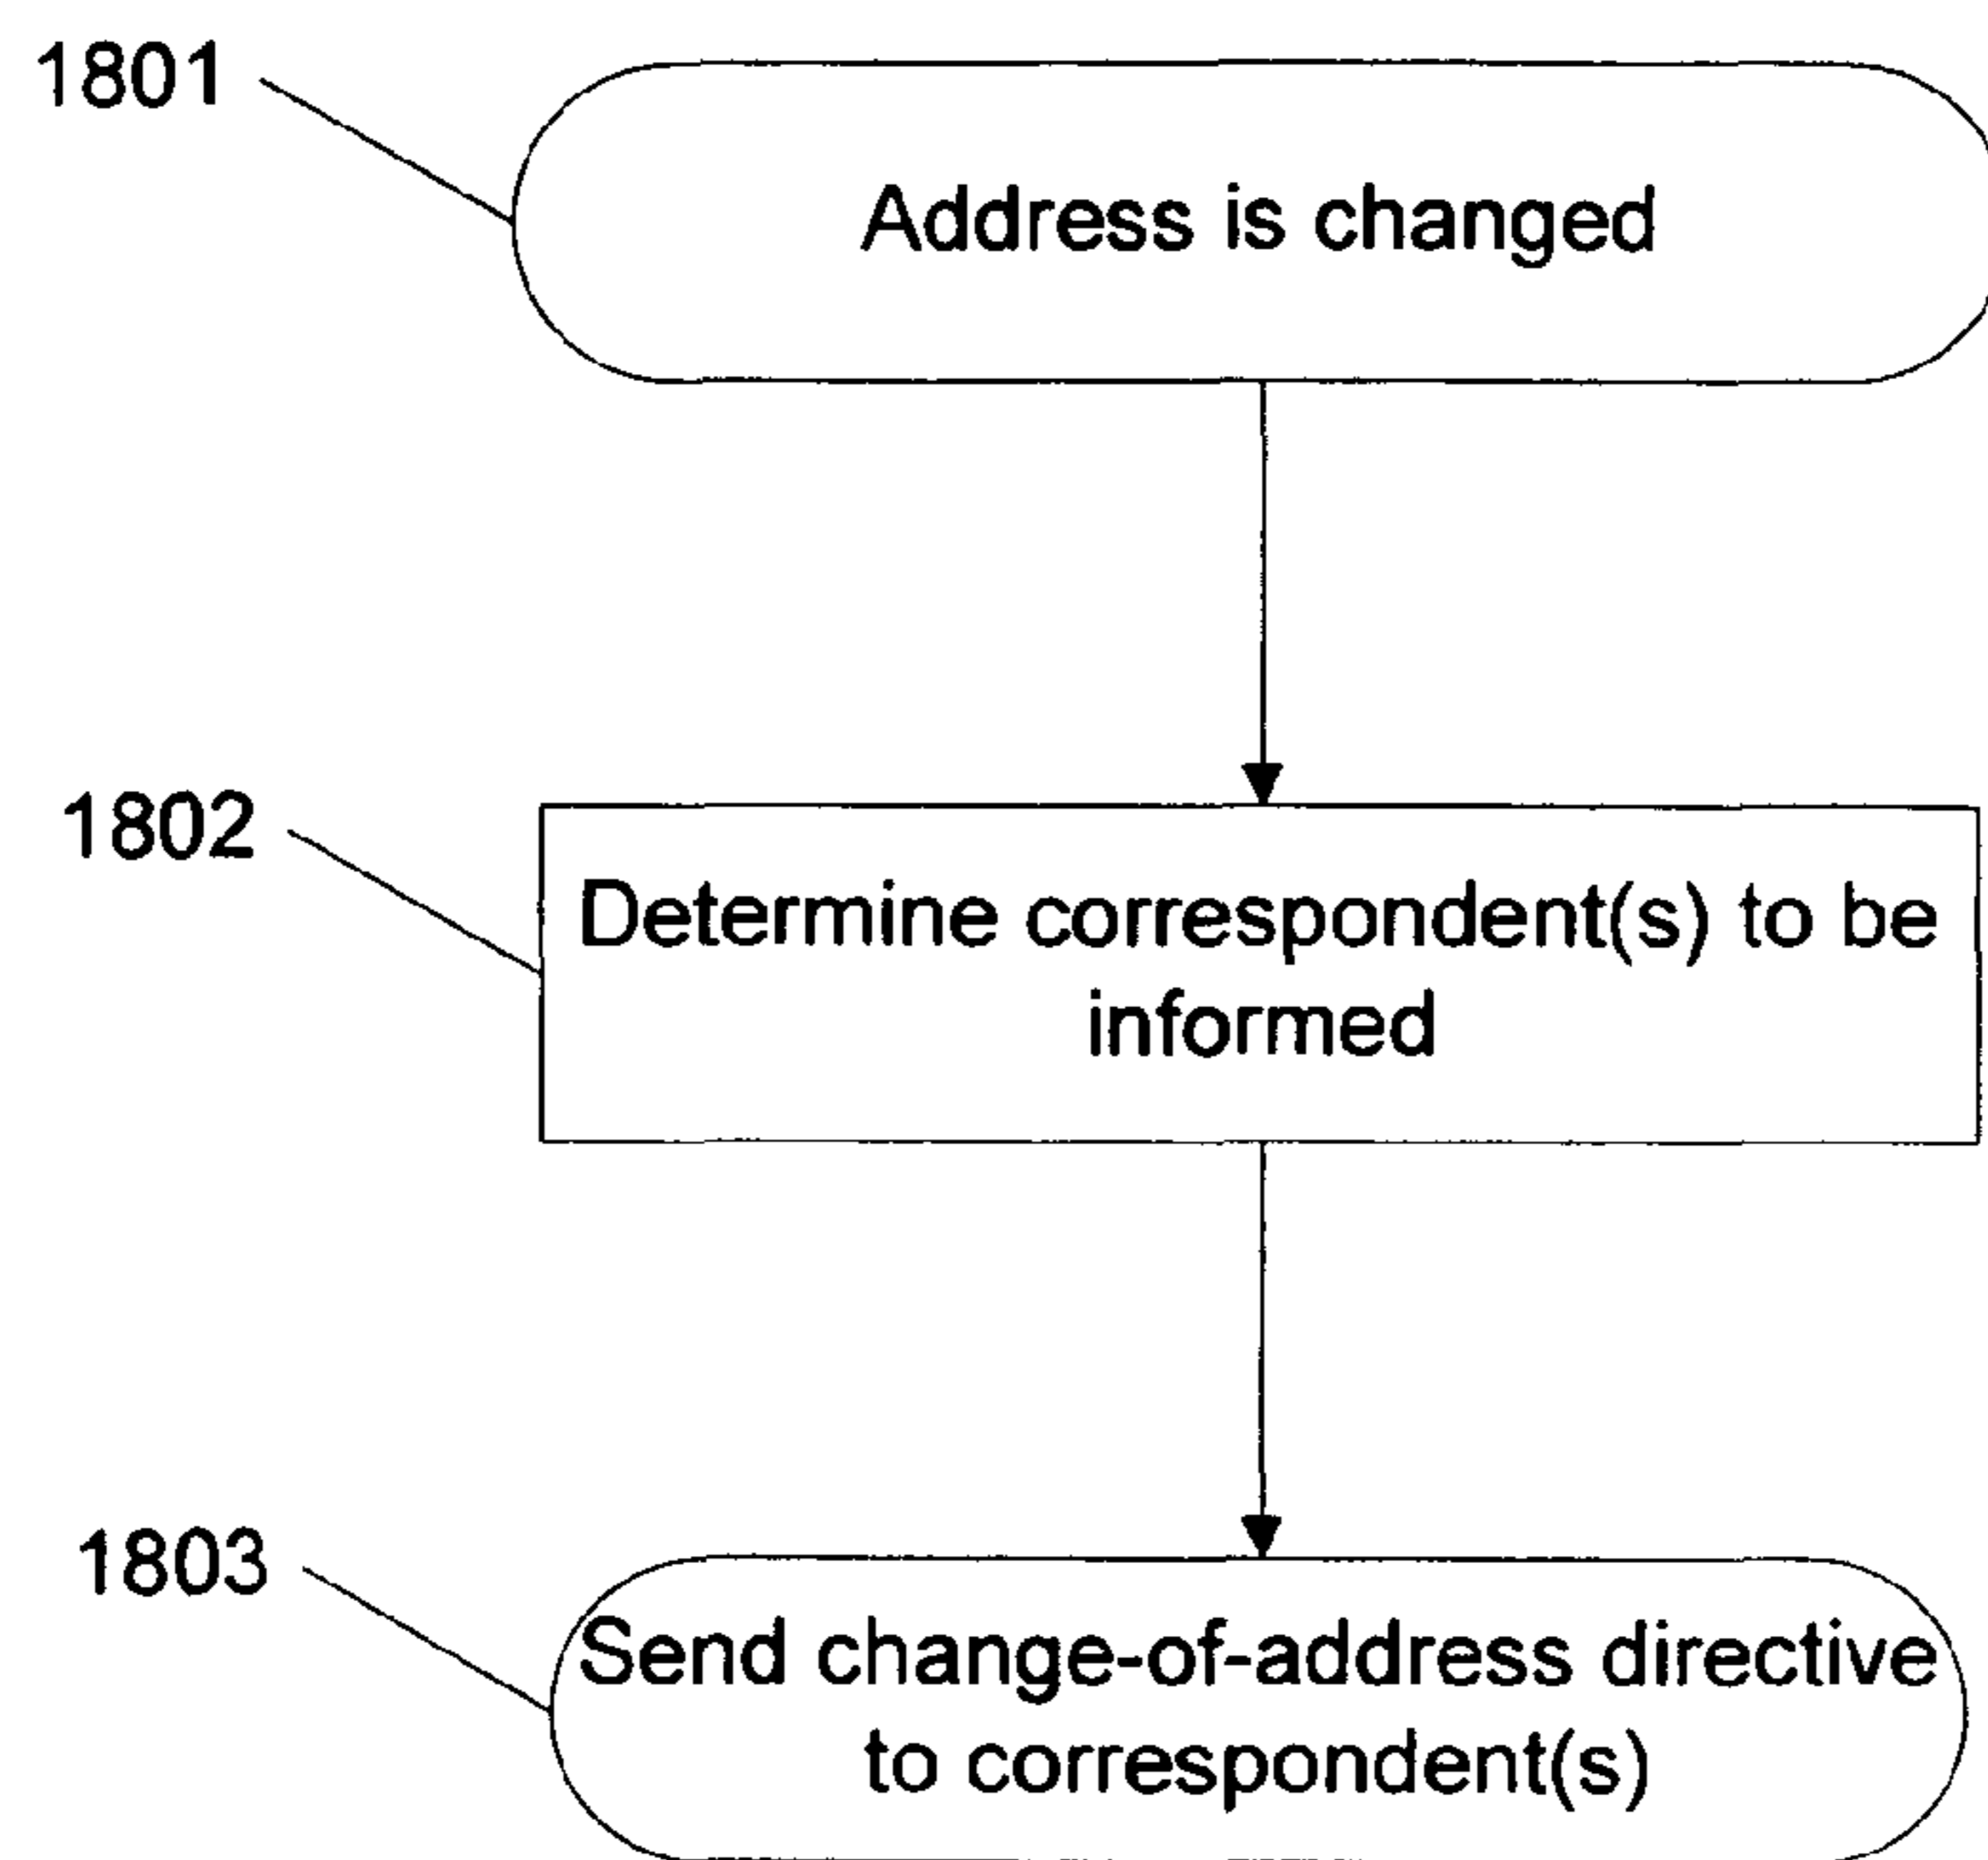 1801
Address is changed
1802
Determine correspondent(s) to be
informed
1803
Send change-of-address directive
to correspondent(s)